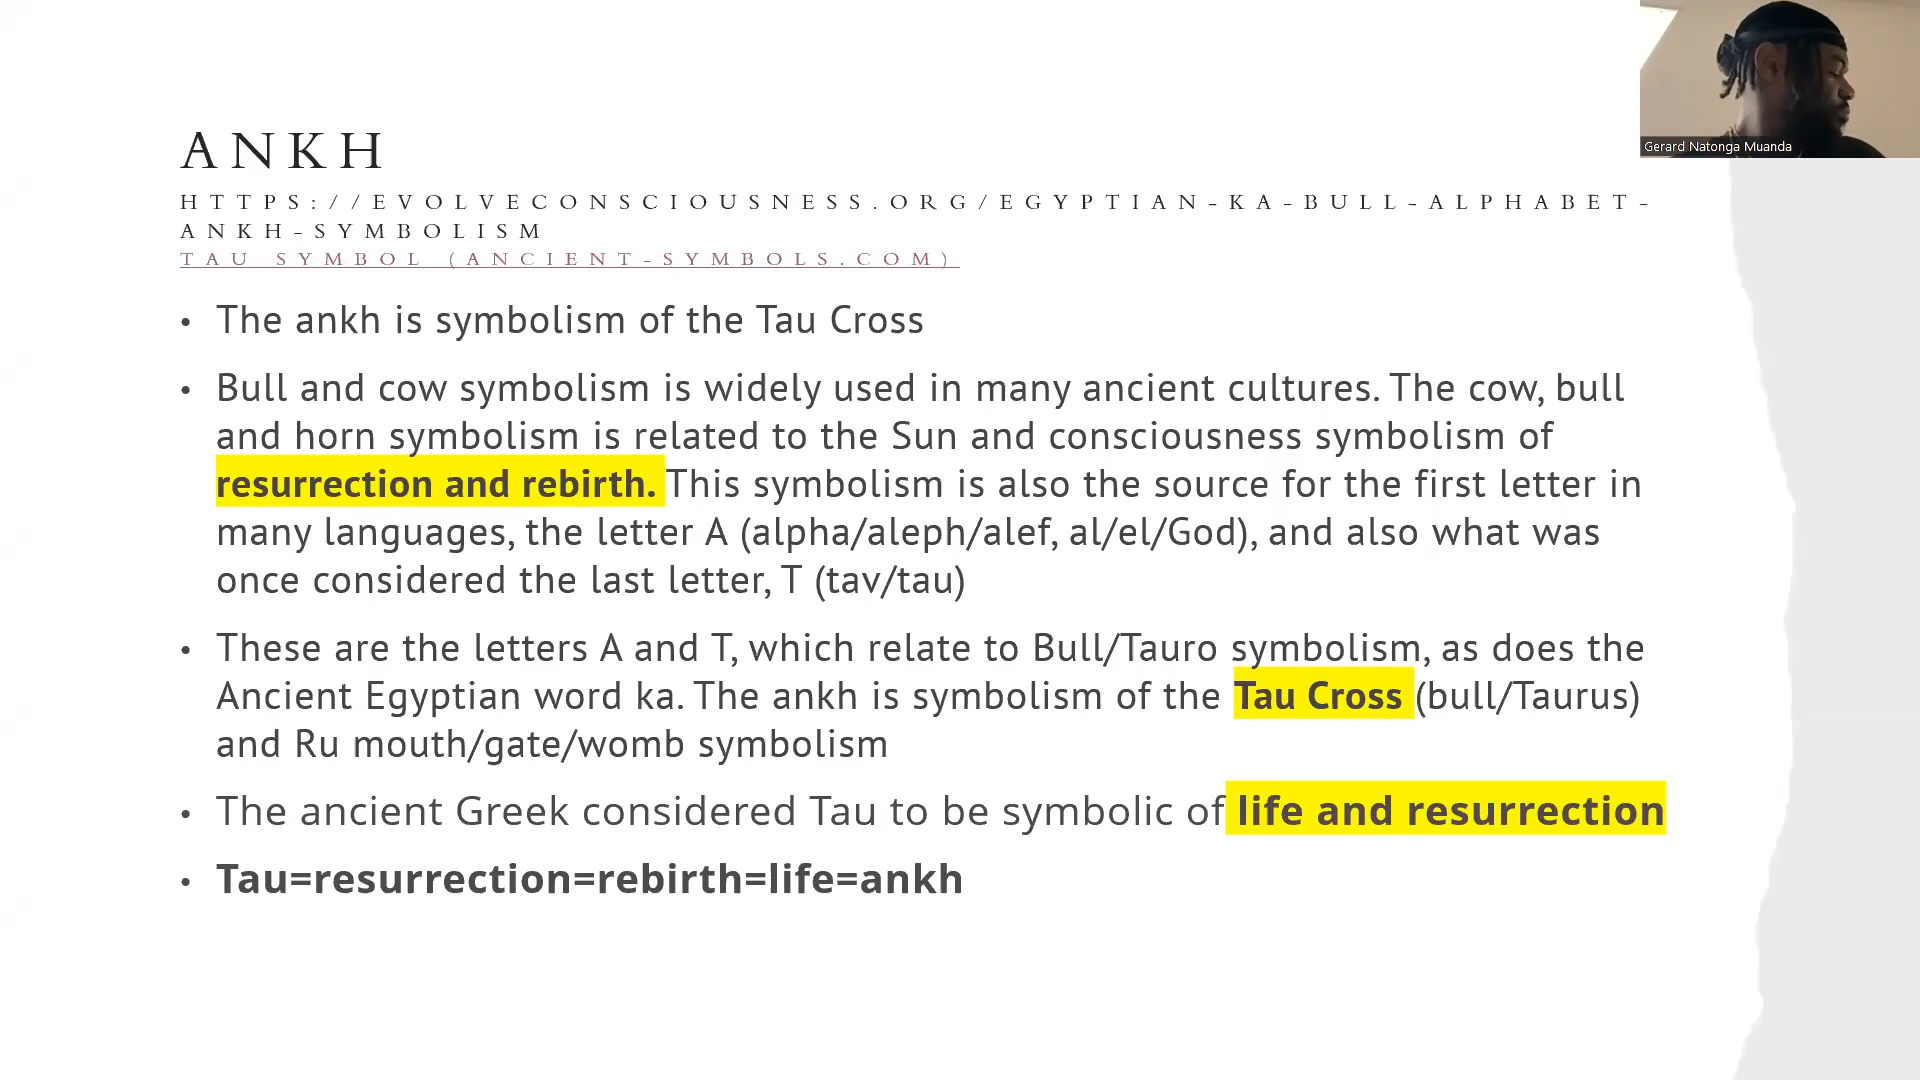 Gerard Natonga Muanda
ANKH
HTTPS://EVOLVECONSCIOUSNESS.ORG/EGYPTIAN-KA-BULL-ALPHABET-
ANKH-SYMBOLISM
TAU SYMBOL (ANCIENT-SYMBOLS.COM)
• The ankh is symbolism of the Tau Cross
• Bull and cow symbolism is widely used in many ancient cultures. The cow, bull
and horn symbolism is related to the Sun and consciousness symbolism of
resurrection and rebirth. This symbolism is also the source for the first letter in
many languages, the letter A (alpha/aleph/alef, al/el/God), and also what was
once considered the last letter, T (tav/tau)
• These are the letters A and T, which relate to Bull/Tauro symbolism, as does the
Ancient Egyptian word ka. The ankh is symbolism of the Tau Cross (bull/Taurus)
and Ru mouth/gate/womb symbolism
• The ancient Greek considered Tau to be symbolic of life and resurrection
• Tau=resurrection=rebirth=life=ankh